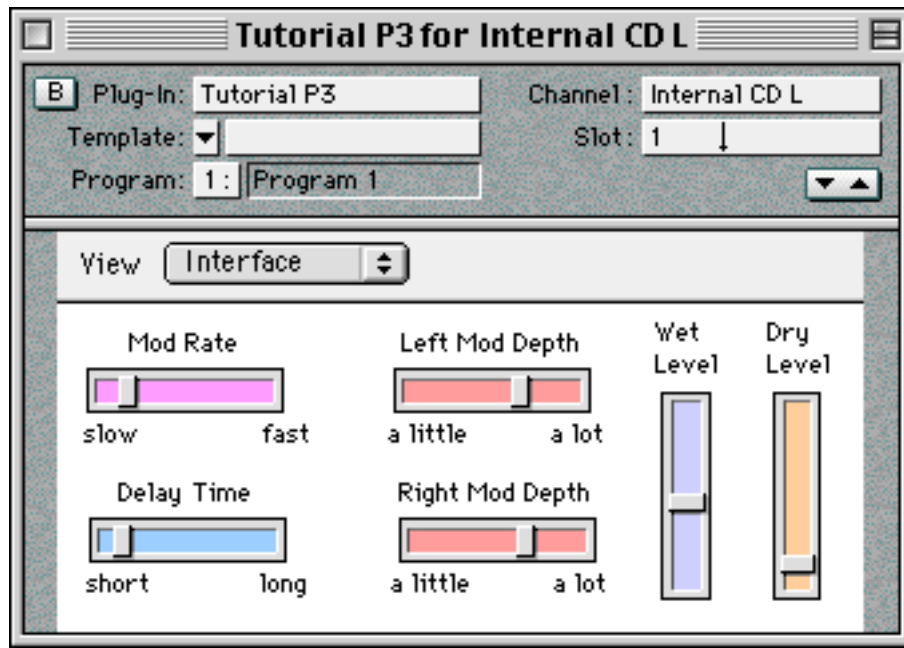 Tutorial P3 for Internal CD L
B Plug-In: Tutorial P3 Channel: Internal CD L
Template: Slot: 1
Program: 1: Program 1
View Interface
Mod Rate
slow fast
Left Mod Depth
a little a lot
Wet Level
Dry Level
Delay Time
short long
Right Mod Depth
a little a lot